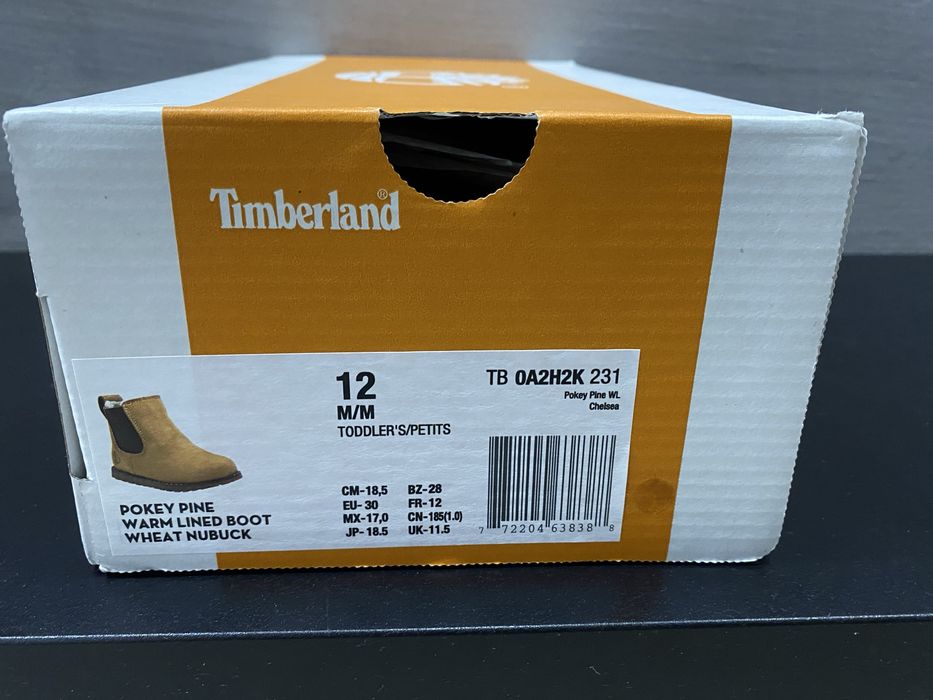 Timberland®
12
M/M
TODDLER'S/PETITS
TB 0A2H2K 231
Pokey Pine WL
Chelsea
POKEY PINE
WARM LINED BOOT
WHEAT NUBUCK
CM-18,5 BZ-28
EU- 30 FR-12
MX-17,0 CN-185(1.0)
JP- 18.5 UK-11.5
7 72204 63838 8